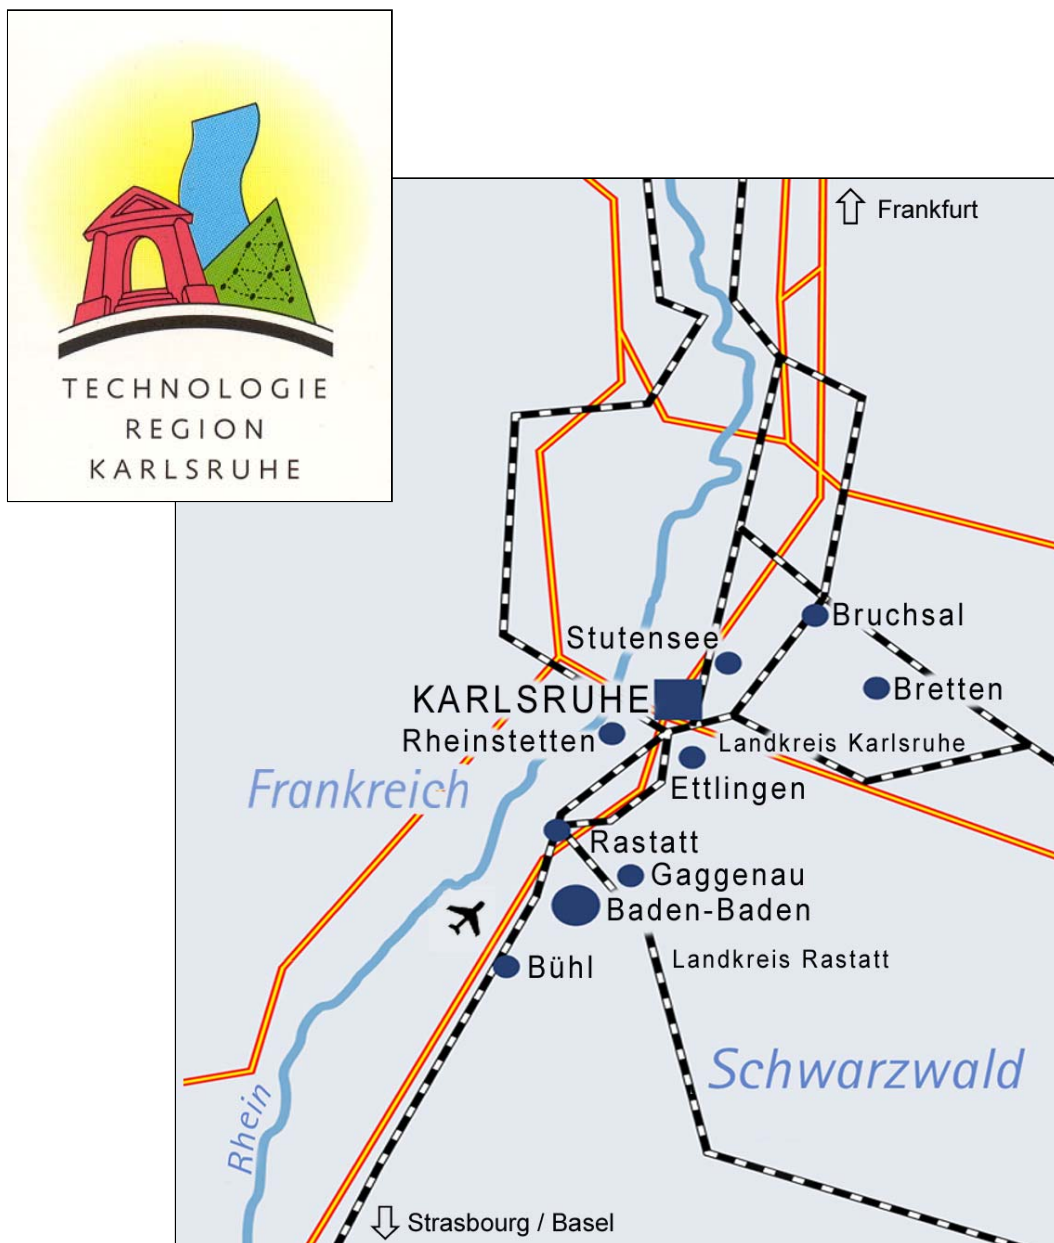 TECHNOLOGIE
REGION
KARLSRUHE
Frankfurt
Bruchsal
Stutensee
Bretten
KARLSRUHE
Rheinstetten
Landkreis Karlsruhe
Frankreich
Ettlingen
Rastatt
Gaggenau
Baden-Baden
Landkreis Rastatt
Bühl
Schwarzwald
Rhein
Strasbourg / Basel